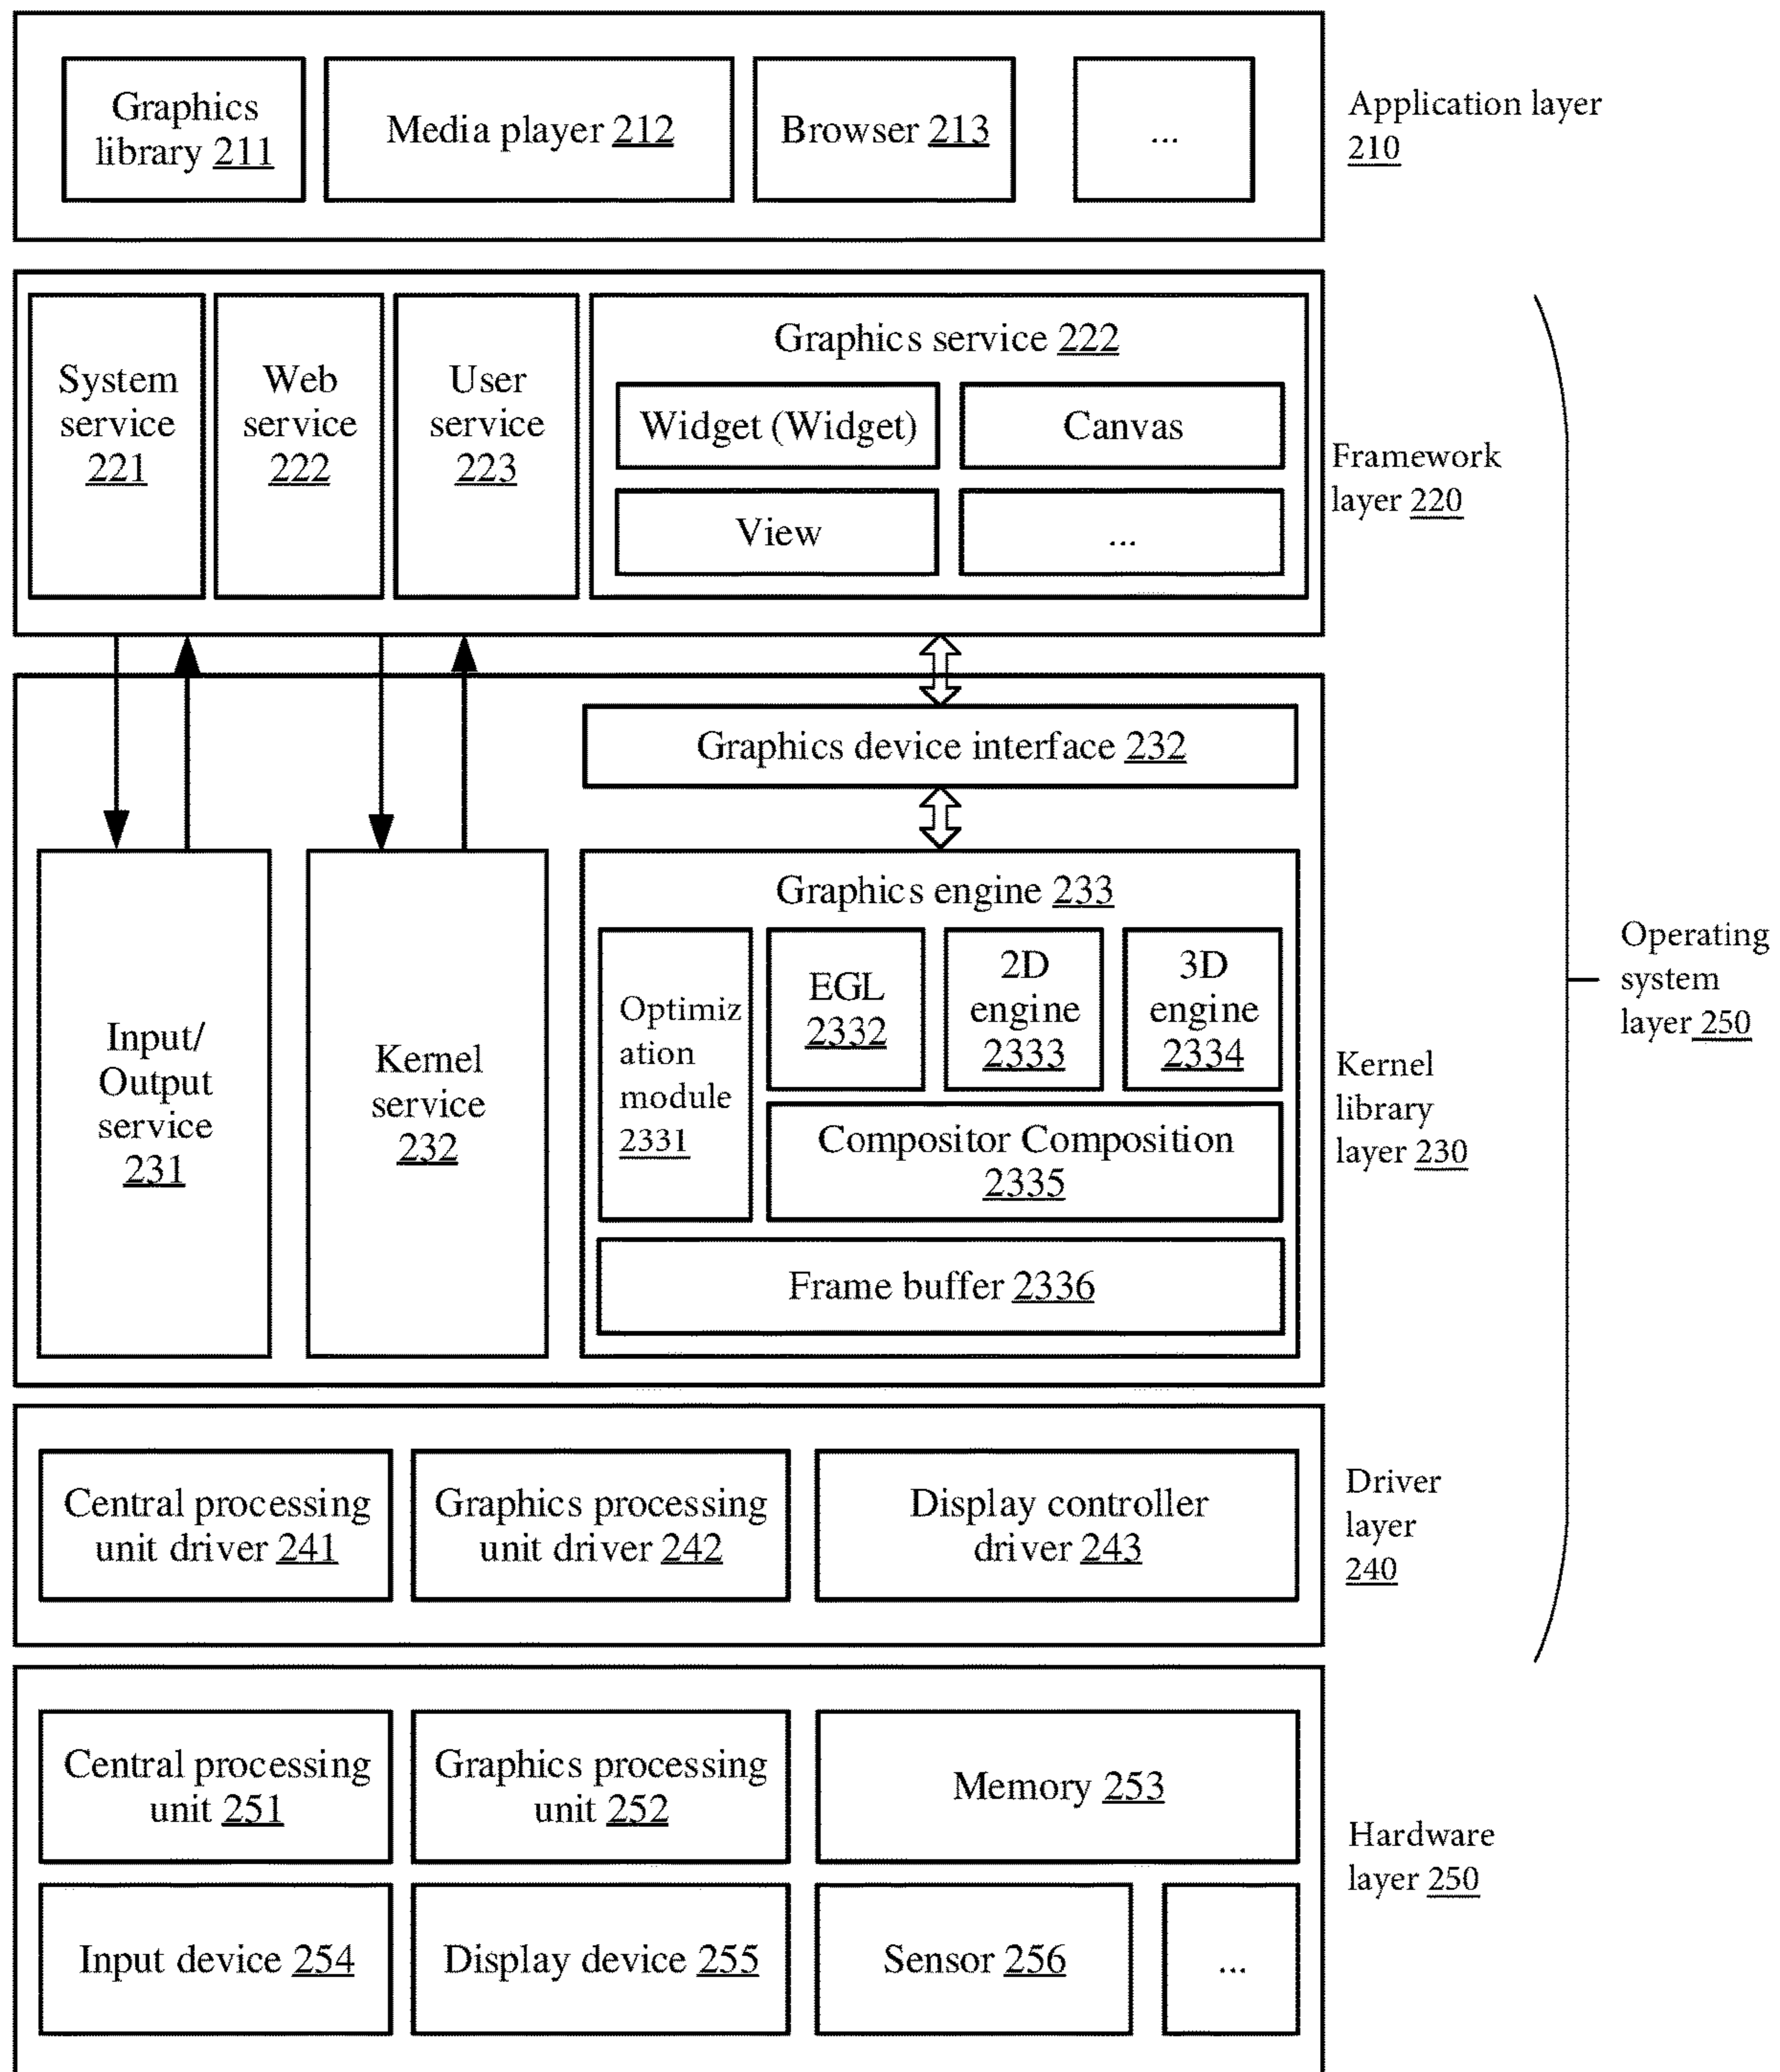 Graphics
library 211
Media player 212
Browser 213
...
Application layer
210
System
service
221
Web
service
222
User
service
223
Graphics service 222
Widget (Widget)
Canvas
View
...
Framework
layer 220
Graphics device interface 232
Input/
Output
service
231
Kernel
service
232
Graphics engine 233
Optimiz
ation
module
2331
EGL
2332
2D
engine
2333
3D
engine
2334
Compositor Composition
2335
Frame buffer 2336
Kernel
library
layer 230
Operating
system
layer 250
Central processing
unit driver 241
Graphics processing
unit driver 242
Display controller
driver 243
Driver
layer
240
Central processing
unit 251
Graphics processing
unit 252
Memory 253
Input device 254
Display device 255
Sensor 256
...
Hardware
layer 250